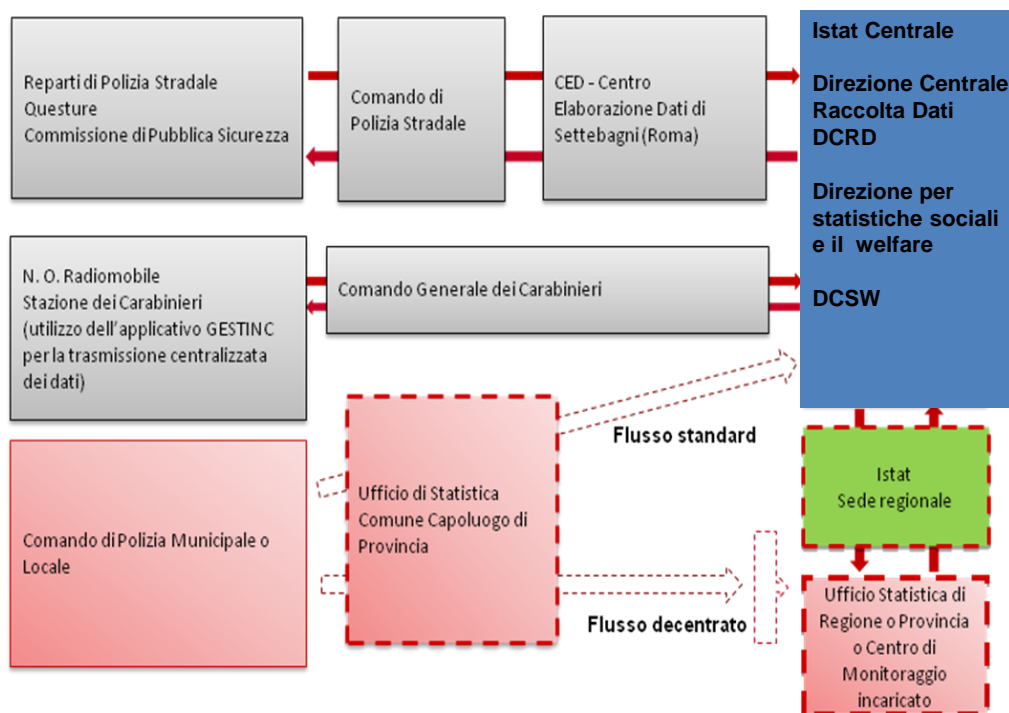 Reparti di Polizia Stradale
Questure
Commissione di Pubblica Sicurezza
Comando di
Polizia Stradale
CED - Centro
Elaborazione Dati di
Settebagni (Roma)
Istat Centrale
Direzione Centrale
Raccolta Dati
DCRD
Direzione per
statistiche sociali
e il welfare
DCSW
N. O. Radiomobile
Stazione dei Carabinieri
(utilizzo dell'applicativo GESTINC
per la trasmissione centralizzata
dei dati)
Comando Generale dei Carabinieri
Comando di Polizia Municipale o
Locale
Ufficio di Statistica
Comune Capoluogo di
Provincia
Flusso standard
Flusso decentrato
Istat
Sede regionale
Ufficio Statistica di
Regione o Provincia
o Centro di
Monitoraggio
incaricato